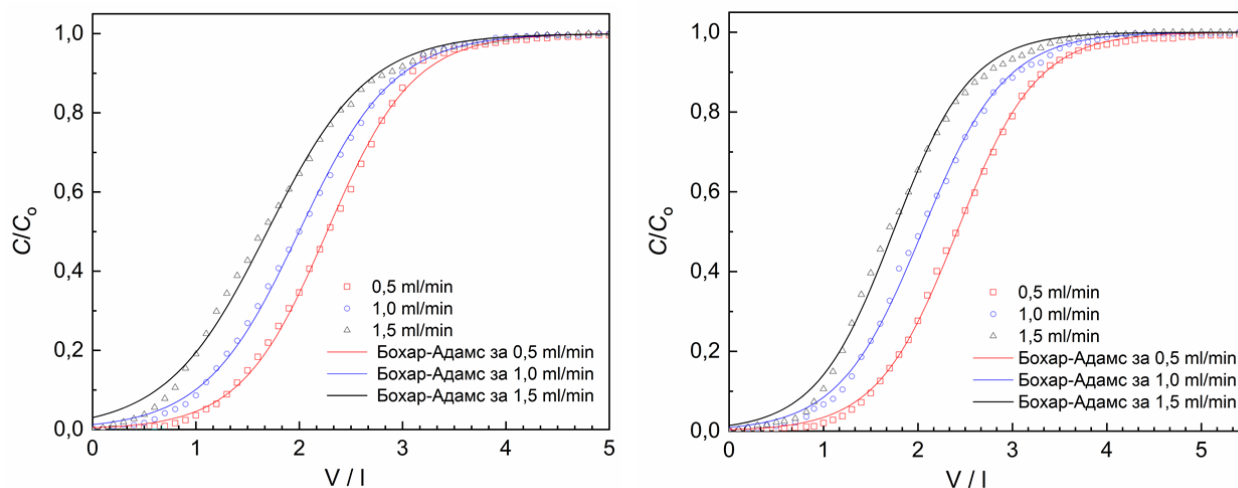 1,0
0,8
0,6
0,4
0,2
0,0
C/Co
0,5 ml/min
1,0 ml/min
1,5 ml/min
Бохар-Адамс за 0,5 ml/min
Бохар-Адамс за 1,0 ml/min
Бохар-Адамс за 1,5 ml/min
0 1 2 3 4 5
V / l
1,0
0,8
0,6
0,4
0,2
0,0
C/Co
0,5 ml/min
1,0 ml/min
1,5 ml/min
Бохар-Адамс за 0,5 ml/min
Бохар-Адамс за 1,0 ml/min
Бохар-Адамс за 1,5 ml/min
0 1 2 3 4 5
V / l